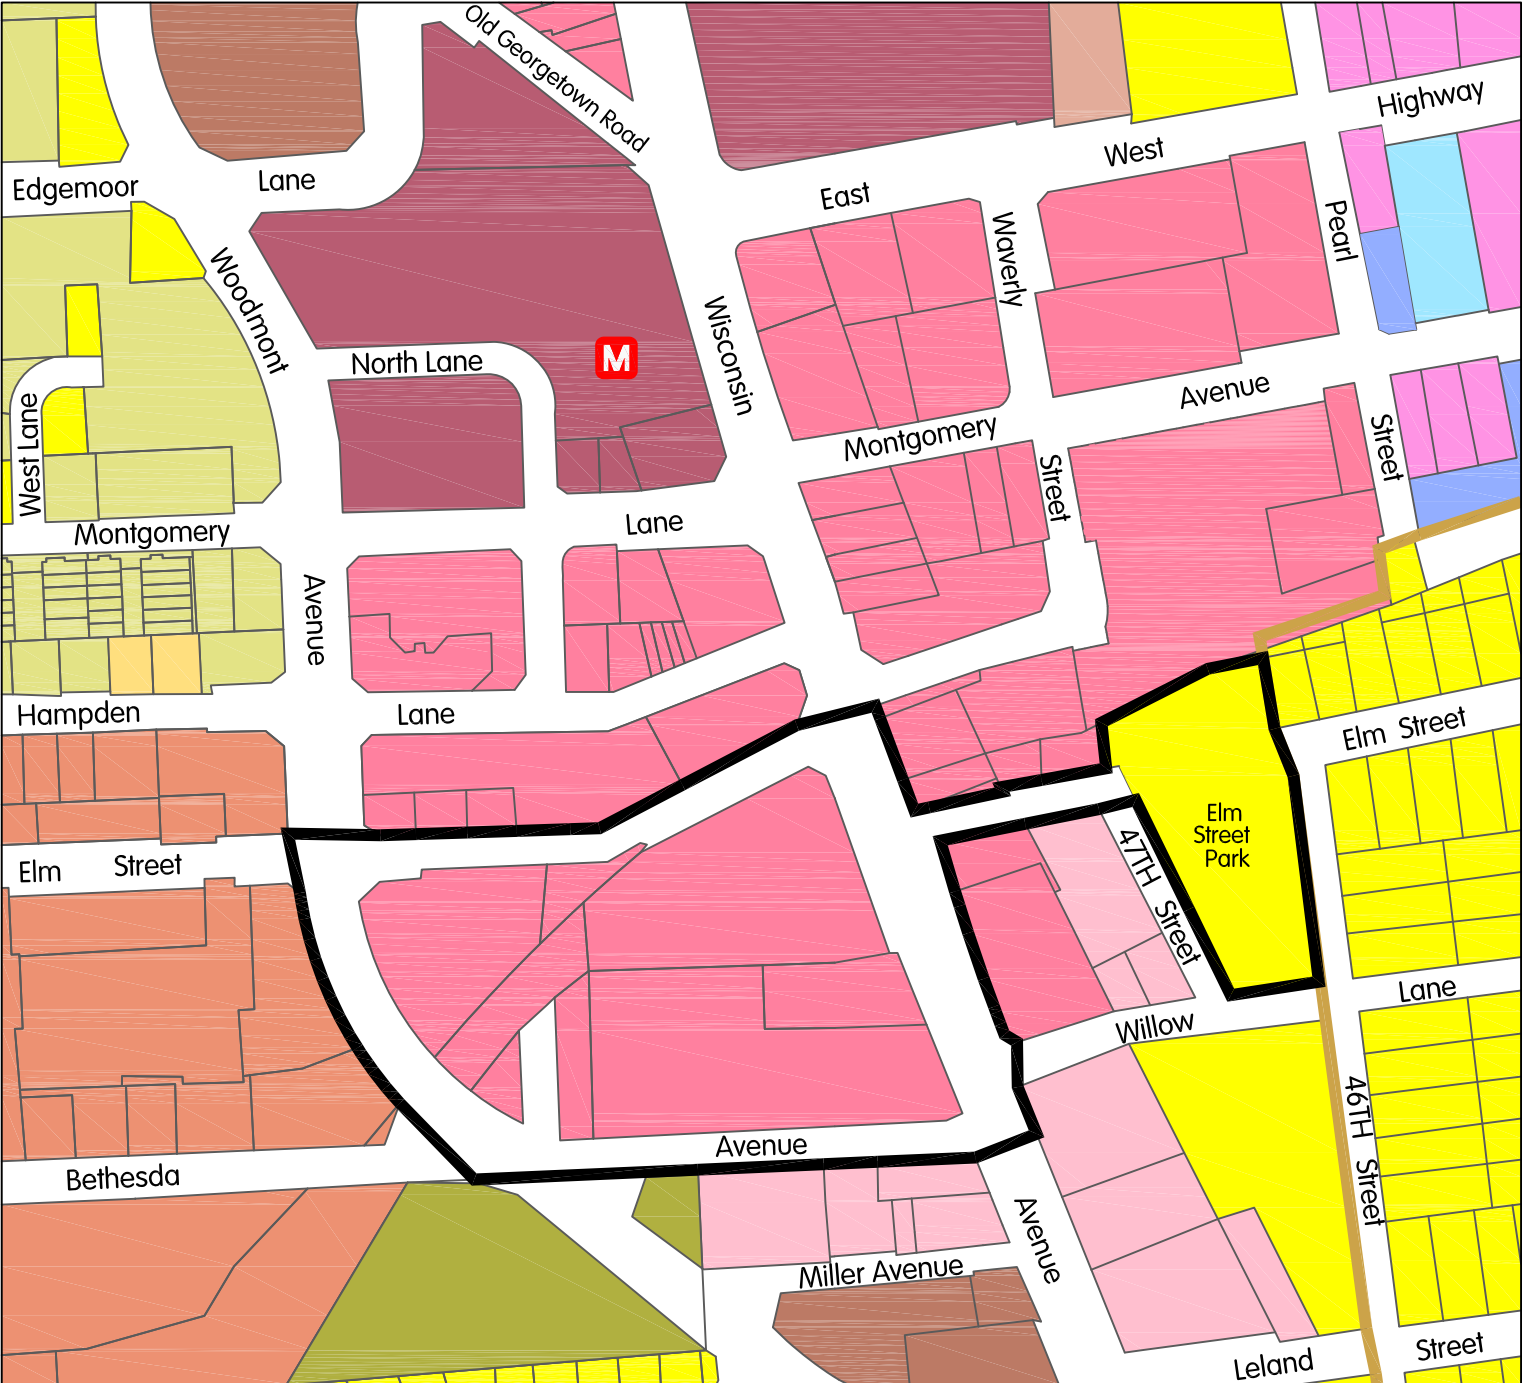 Old Georgetown Road
Highway
West
East
Edgemoor
Lane
Woodmont
Waverly
Pearl
Wisconsin
North Lane
M
West Lane
Avenue
Montgomery
Street
Street
Montgomery
Lane
Avenue
Hampden
Lane
Elm Street
Elm
Street
Park
Elm Street
47TH Street
Lane
Willow
46TH Street
Avenue
Bethesda
Avenue
Miller Avenue
Leland
Street